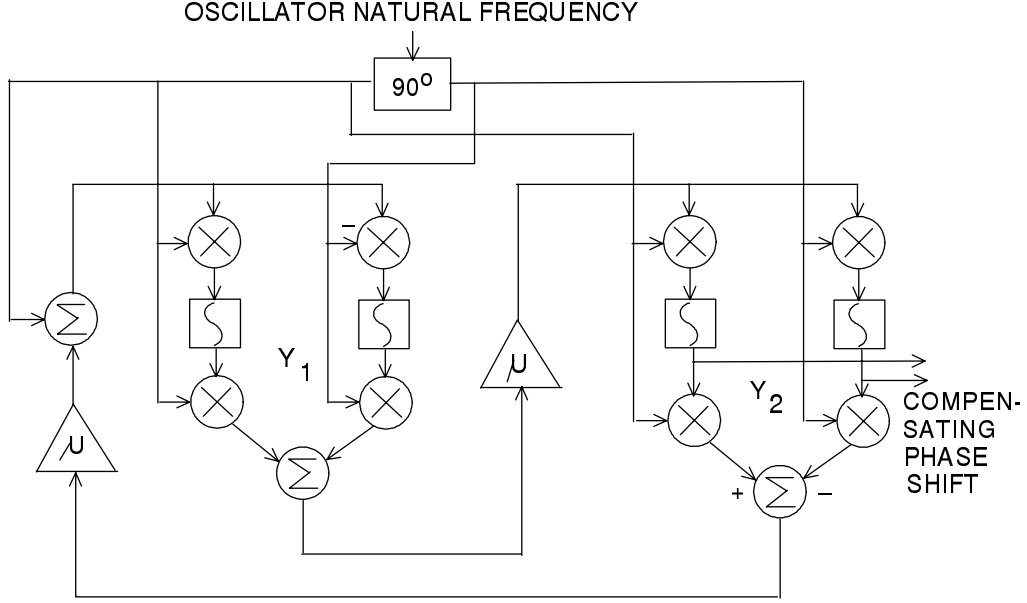 OSCILLATOR NATURAL FREQUENCY
90°
−
Σ
Y1
μ
Y2
COMPEN-
SATING
PHASE
SHIFT
μ
Σ
+ Σ −